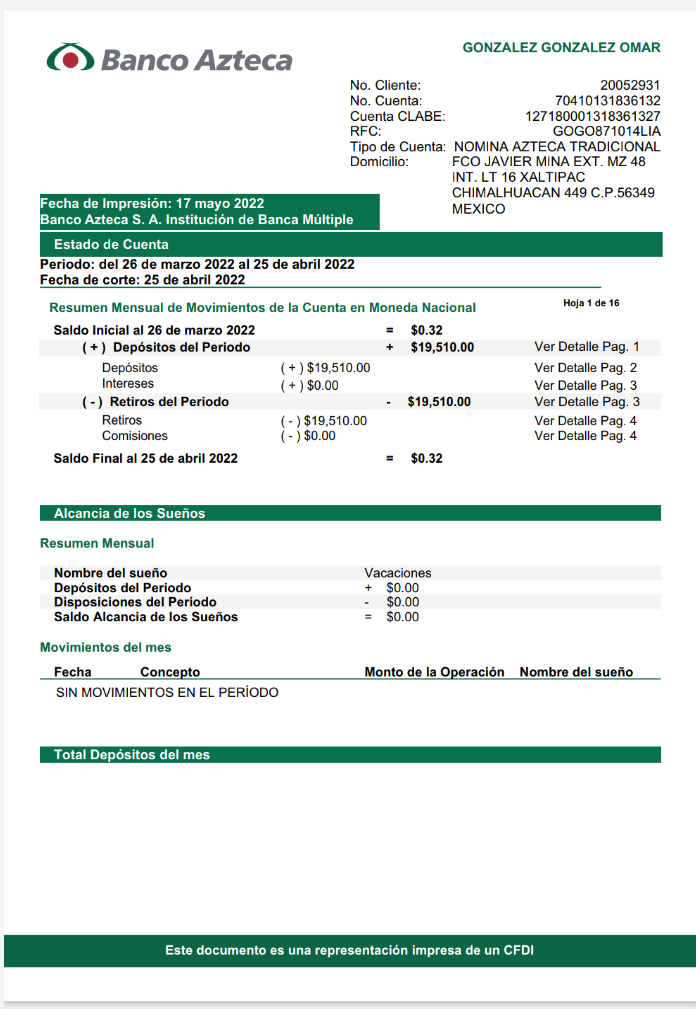 Banco Azteca
GONZALEZ GONZALEZ OMAR
No. Cliente: 20052931
No. Cuenta: 70410131836132
Cuenta CLABE: 127180001318361327
RFC: GOGO871014LIA
Tipo de Cuenta: NOMINA AZTECA TRADICIONAL
Domicilio: FCO JAVIER MINA EXT. MZ 48
INT. LT 16 XALTIPAC
CHIMALHUACAN 449 C.P.56349
MEXICO
Fecha de Impresión: 17 mayo 2022
Banco Azteca S. A. Institución de Banca Múltiple
Estado de Cuenta
Periodo: del 26 de marzo 2022 al 25 de abril 2022
Fecha de corte: 25 de abril 2022
Resumen Mensual de Movimientos de la Cuenta en Moneda Nacional Hoja 1 de 16
Saldo Inicial al 26 de marzo 2022 = $0.32
( + ) Depósitos del Periodo + $19,510.00 Ver Detalle Pag. 1
Depósitos ( + ) $19,510.00 Ver Detalle Pag. 2
Intereses ( + ) $0.00 Ver Detalle Pag. 3
( - ) Retiros del Periodo - $19,510.00 Ver Detalle Pag. 3
Retiros ( - ) $19,510.00 Ver Detalle Pag. 4
Comisiones ( - ) $0.00 Ver Detalle Pag. 4
Saldo Final al 25 de abril 2022 = $0.32
Alcancia de los Sueños
Resumen Mensual
Nombre del sueño Vacaciones
Depósitos del Periodo + $0.00
Disposiciones del Periodo - $0.00
Saldo Alcancia de los Sueños = $0.00
Movimientos del mes
Fecha Concepto Monto de la Operación Nombre del sueño
SIN MOVIMIENTOS EN EL PERÍODO
Total Depósitos del mes
Este documento es una representación impresa de un CFDI